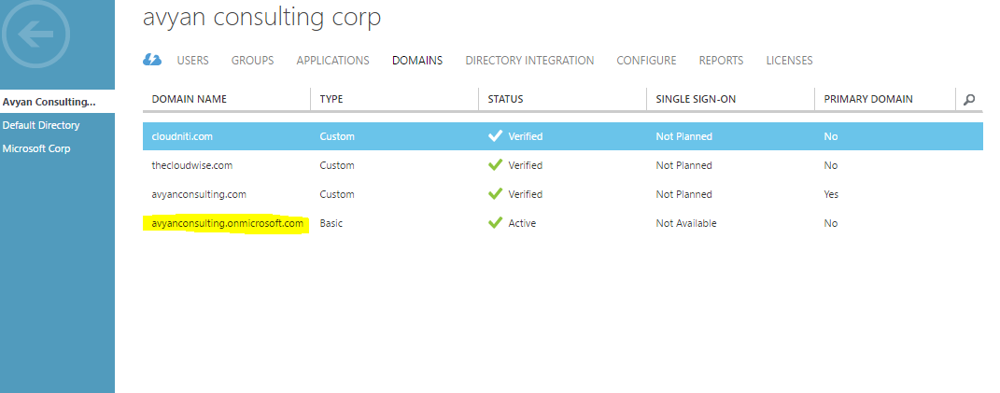 avyan consulting corp
USERS GROUPS APPLICATIONS DOMAINS DIRECTORY INTEGRATION CONFIGURE REPORTS LICENSES
Avyan Consulting...
Default Directory
Microsoft Corp
DOMAIN NAME TYPE STATUS SINGLE SIGN-ON PRIMARY DOMAIN
cloudniti.com Custom Verified Not Planned No
thecloudwise.com Custom Verified Not Planned No
avyanconsulting.com Custom Verified Not Planned Yes
avyanconsulting.onmicrosoft.com Basic Active Not Available No